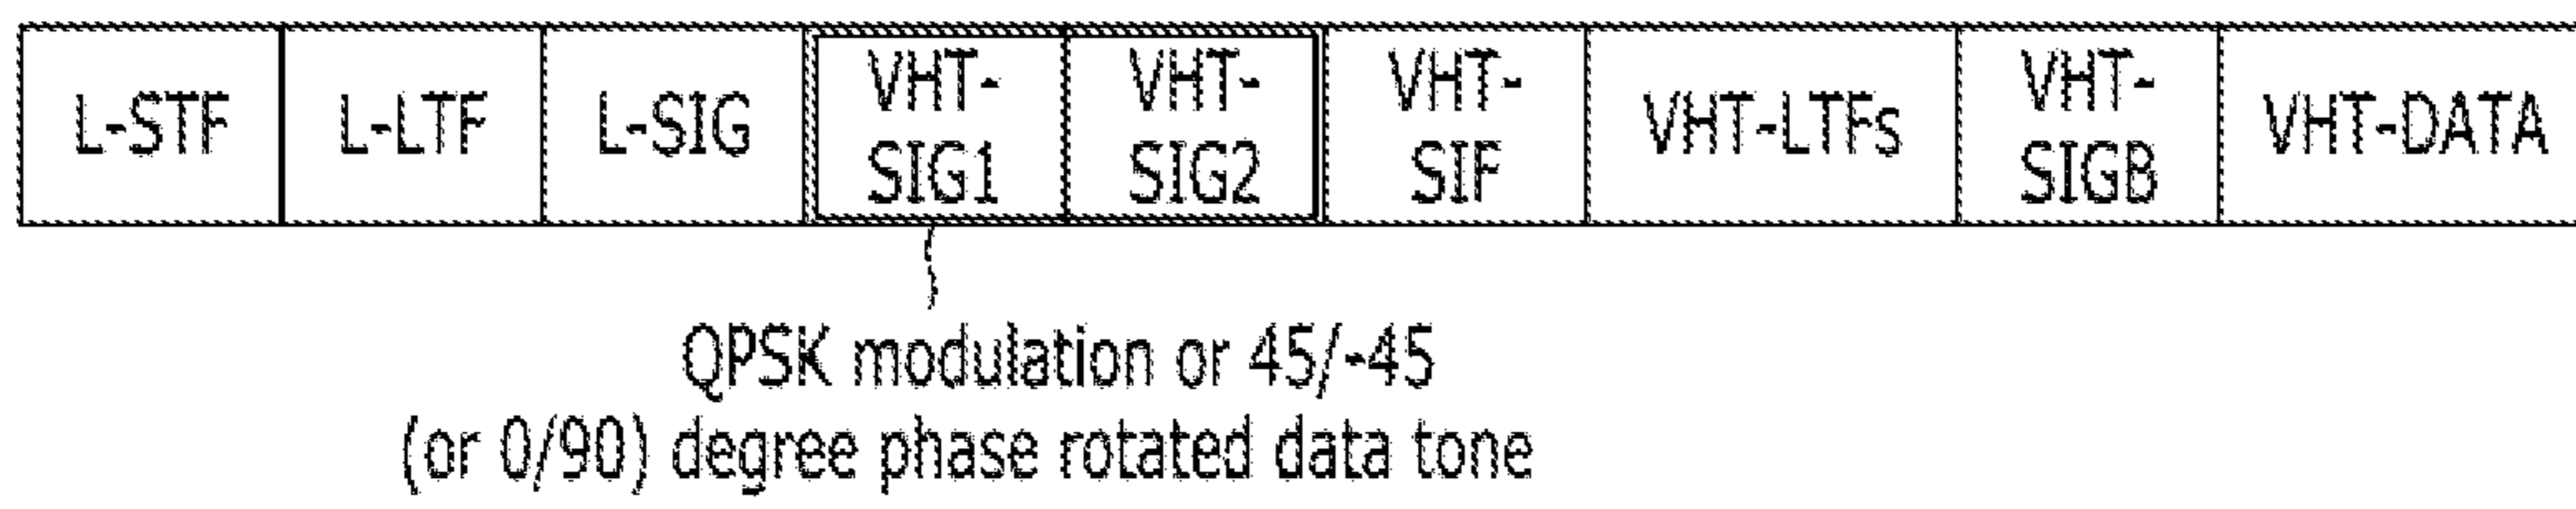 L-STF L-LTF L-SIG VHT-SIG1 VHT-SIG2 VHT-SIF VHT-LTFs VHT-SIGB VHT-DATA
QPSK modulation or 45/-45
(or 0/90) degree phase rotated data tone